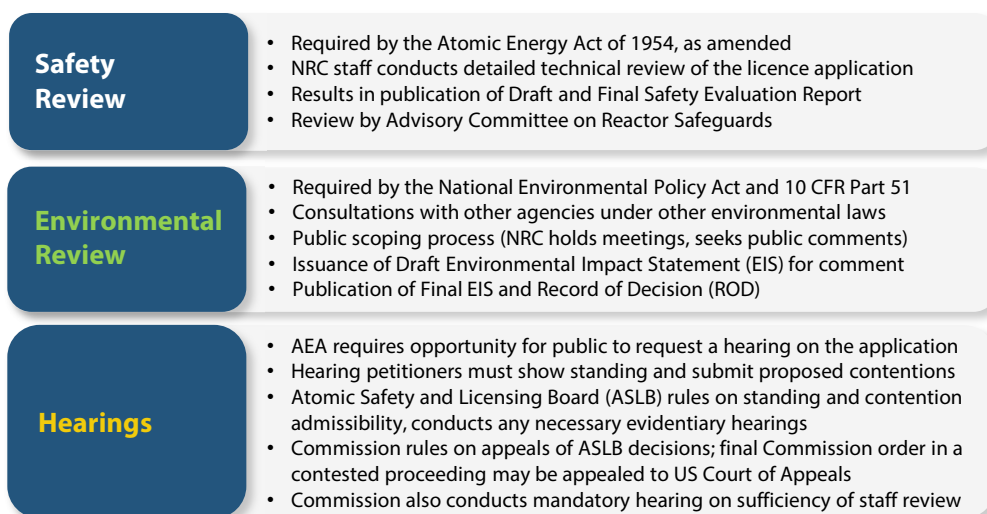 Safety
Review
• Required by the Atomic Energy Act of 1954, as amended
• NRC staff conducts detailed technical review of the licence application
• Results in publication of Draft and Final Safety Evaluation Report
• Review by Advisory Committee on Reactor Safeguards
Environmental
Review
• Required by the National Environmental Policy Act and 10 CFR Part 51
• Consultations with other agencies under other environmental laws
• Public scoping process (NRC holds meetings, seeks public comments)
• Issuance of Draft Environmental Impact Statement (EIS) for comment
• Publication of Final EIS and Record of Decision (ROD)
Hearings
• AEA requires opportunity for public to request a hearing on the application
• Hearing petitioners must show standing and submit proposed contentions
• Atomic Safety and Licensing Board (ASLB) rules on standing and contention
admissibility, conducts any necessary evidentiary hearings
• Commission rules on appeals of ASLB decisions; final Commission order in a
contested proceeding may be appealed to US Court of Appeals
• Commission also conducts mandatory hearing on sufficiency of staff review